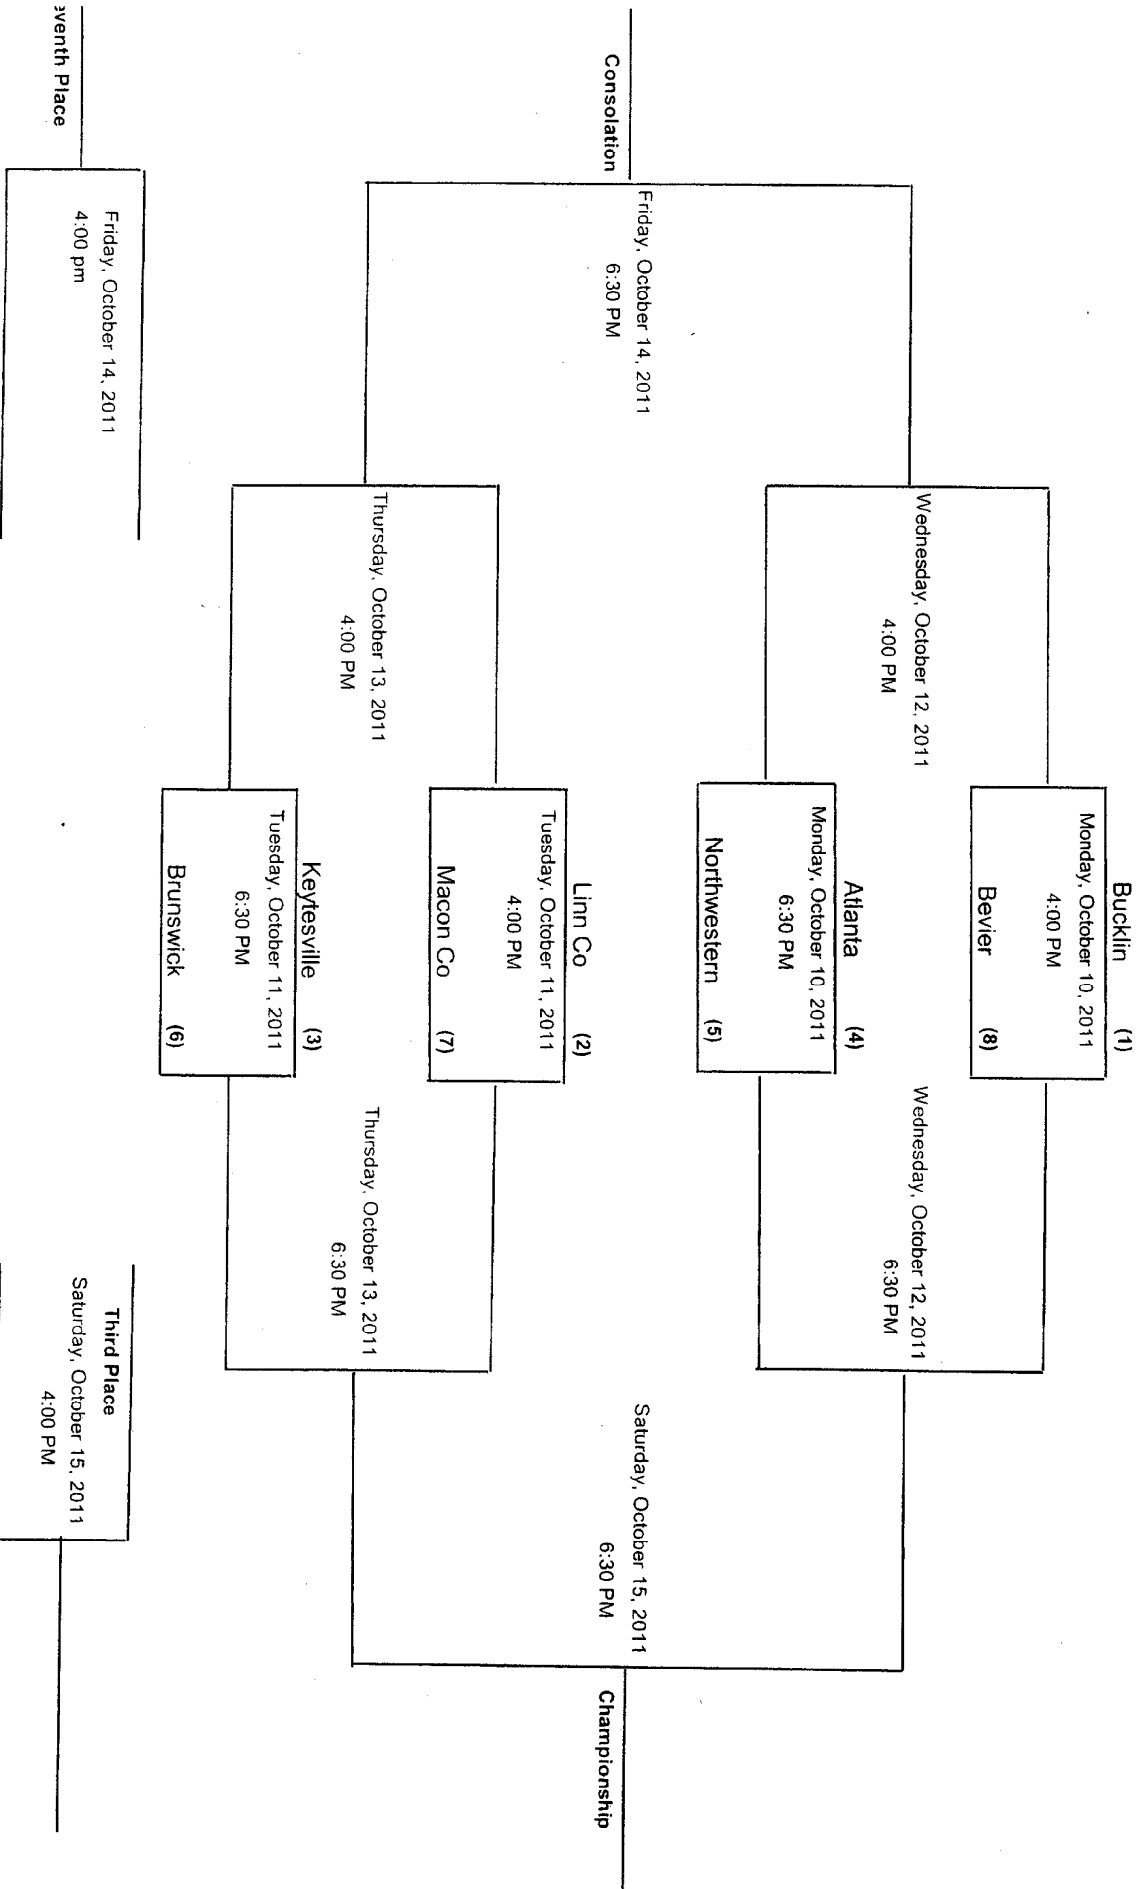 Bucklin (1)
Monday, October 10, 2011
4:00 PM
Bevier (8)
Wednesday, October 12, 2011
4:00 PM
Wednesday, October 12, 2011
6:30 PM
Atlanta (4)
Monday, October 10, 2011
6:30 PM
Northwestern (5)
Consolation
Friday, October 14, 2011
6:30 PM
Saturday, October 15, 2011
6:30 PM
Championship
Linn Co (2)
Tuesday, October 11, 2011
4:00 PM
Macon Co (7)
Thursday, October 13, 2011
4:00 PM
Thursday, October 13, 2011
6:30 PM
Keytesville (3)
Tuesday, October 11, 2011
6:30 PM
Brunswick (6)
eventh Place
Friday, October 14, 2011
4:00 pm
Third Place
Saturday, October 15, 2011
4:00 PM